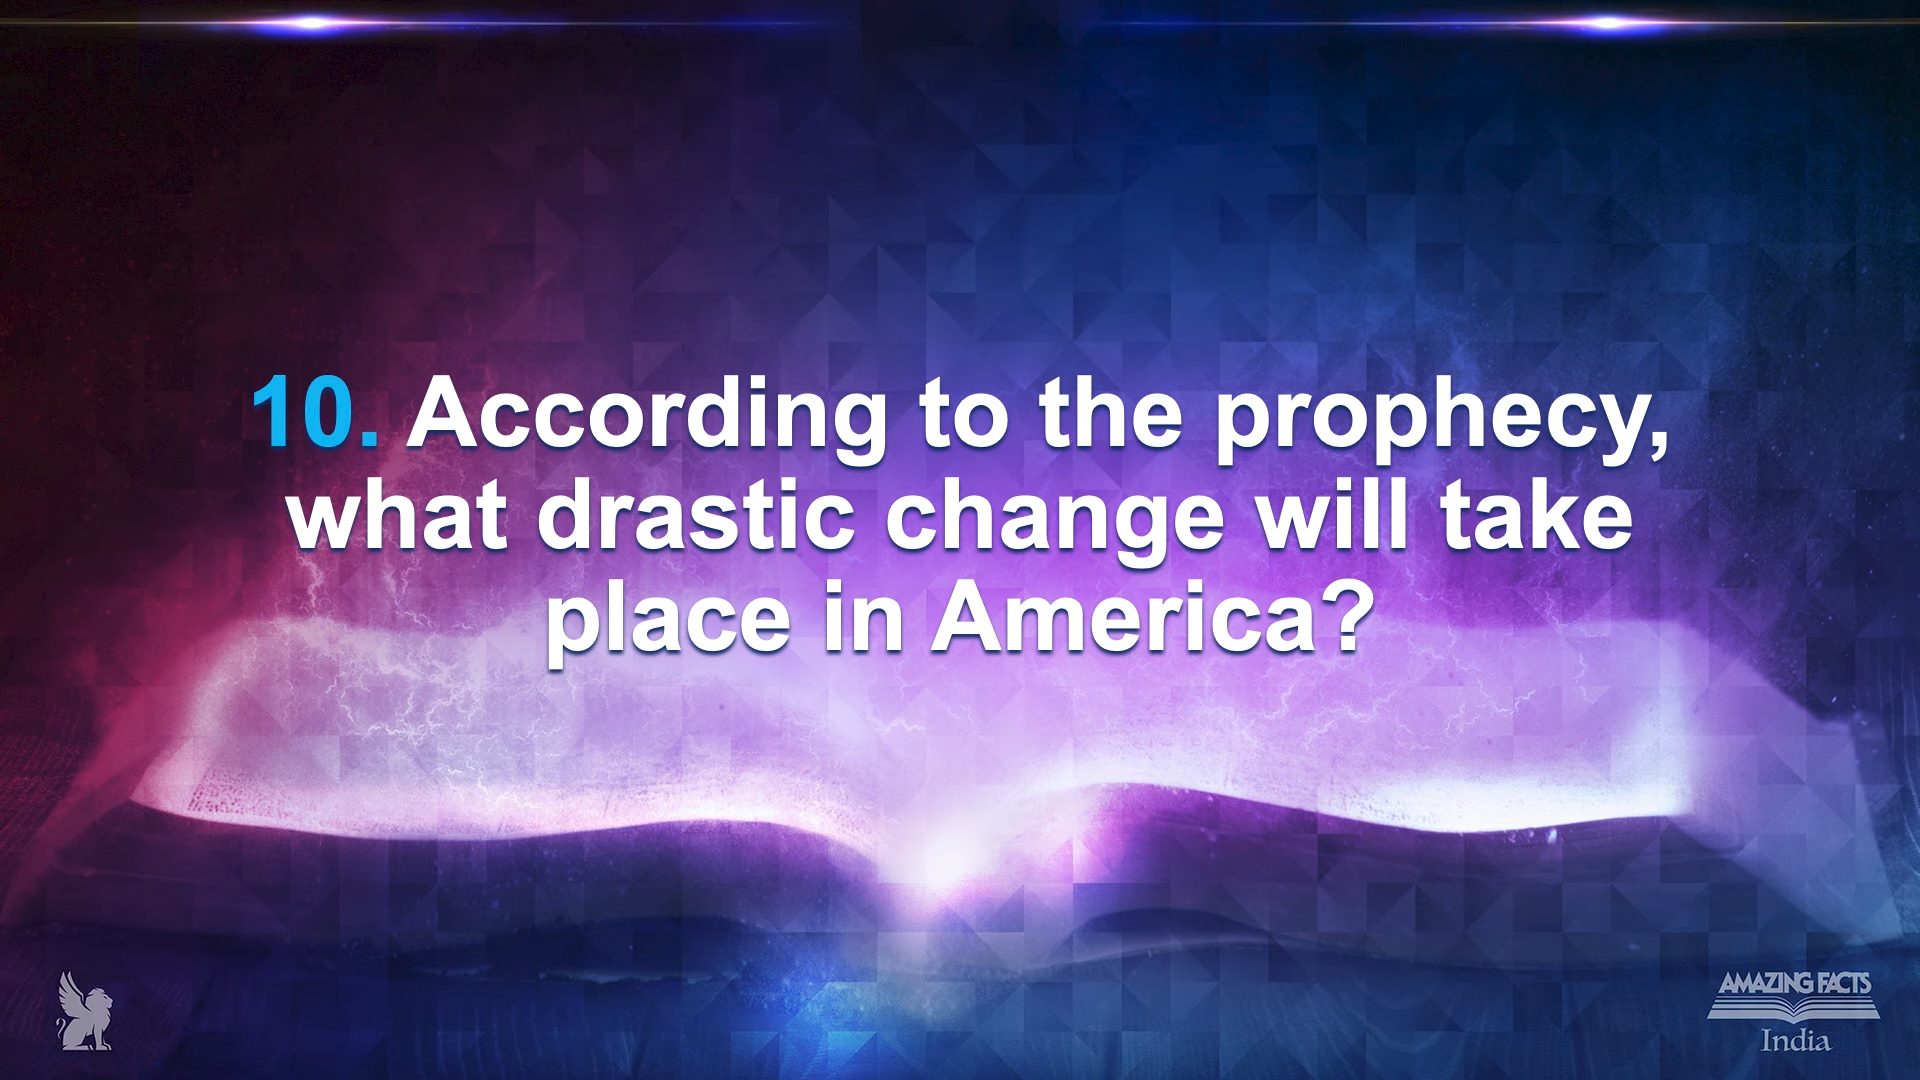 10. According to the prophecy,
what drastic change will take
place in America?
AMAZING FACTS
India